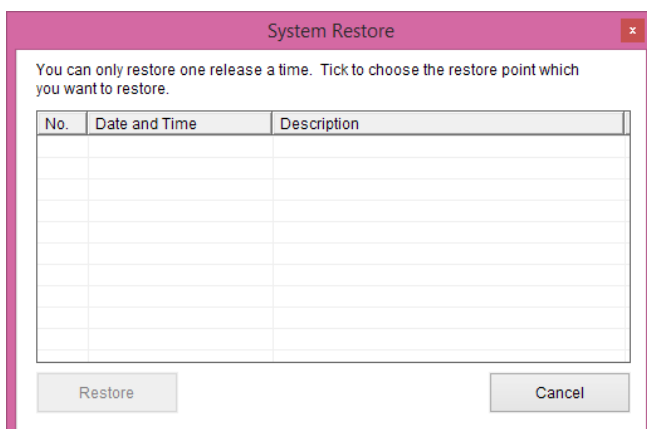 System Restore
x
You can only restore one release a time. Tick to choose the restore point which
you want to restore.
No. Date and Time Description
Restore Cancel